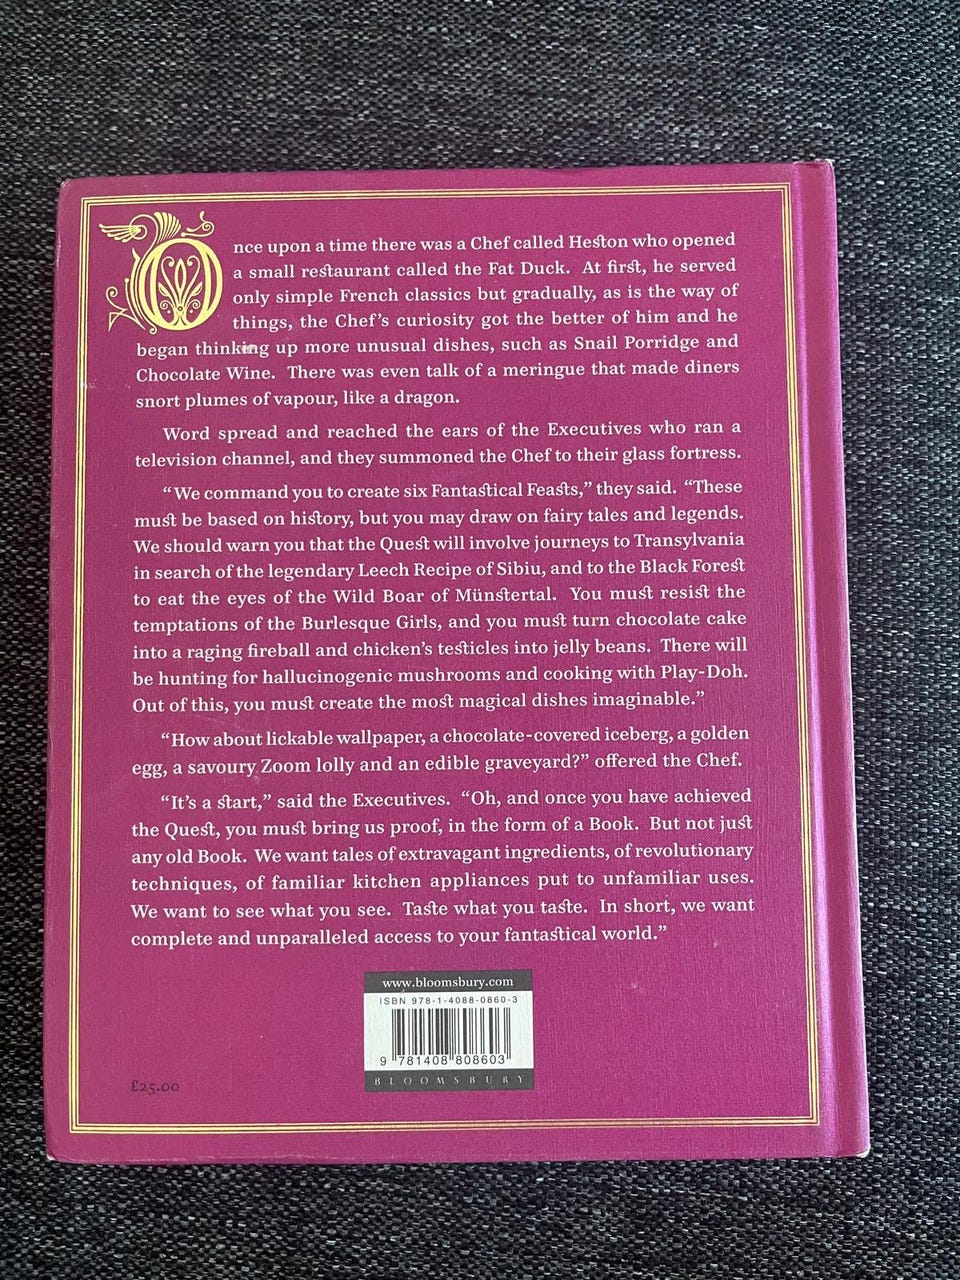 Once upon a time there was a Chef called Heston who opened
a small restaurant called the Fat Duck. At first, he served
only simple French classics but gradually, as is the way of
things, the Chef's curiosity got the better of him and he
began thinking up more unusual dishes, such as Snail Porridge and
Chocolate Wine. There was even talk of a meringue that made diners
snort plumes of vapour, like a dragon.
Word spread and reached the ears of the Executives who ran a
television channel, and they summoned the Chef to their glass fortress.
“We command you to create six Fantastical Feasts,” they said. “These
must be based on history, but you may draw on fairy tales and legends.
We should warn you that the Quest will involve journeys to Transylvania
in search of the legendary Leech Recipe of Sibiu, and to the Black Forest
to eat the eyes of the Wild Boar of Münstertal. You must resist the
temptations of the Burlesque Girls, and you must turn chocolate cake
into a raging fireball and chicken's testicles into jelly beans. There will
be hunting for hallucinogenic mushrooms and cooking with Play-Doh.
Out of this, you must create the most magical dishes imaginable.”
“How about lickable wallpaper, a chocolate-covered iceberg, a golden
egg, a savoury Zoom lolly and an edible graveyard?” offered the Chef.
“It's a start,” said the Executives. “Oh, and once you have achieved
the Quest, you must bring us proof, in the form of a Book. But not just
any old Book. We want tales of extravagant ingredients, of revolutionary
techniques, of familiar kitchen appliances put to unfamiliar uses.
We want to see what you see. Taste what you taste. In short, we want
complete and unparalleled access to your fantastical world.”
www.bloomsbury.com
ISBN 978-1-4088-0860-3
9 781408 808603
BLOOMSBURY
£25.00